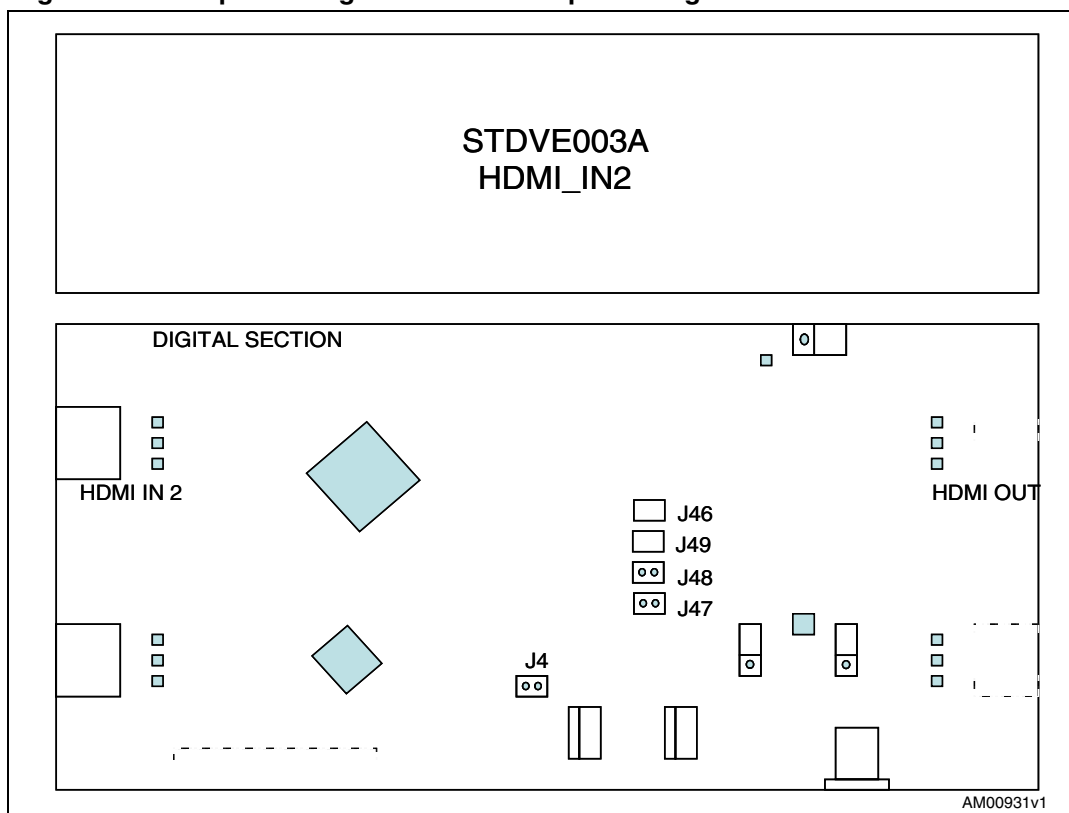 STDVE003A
HDMI_IN2
DIGITAL SECTION
HDMI IN 2
HDMI OUT
J46
J49
J48
J47
J4
AM00931v1